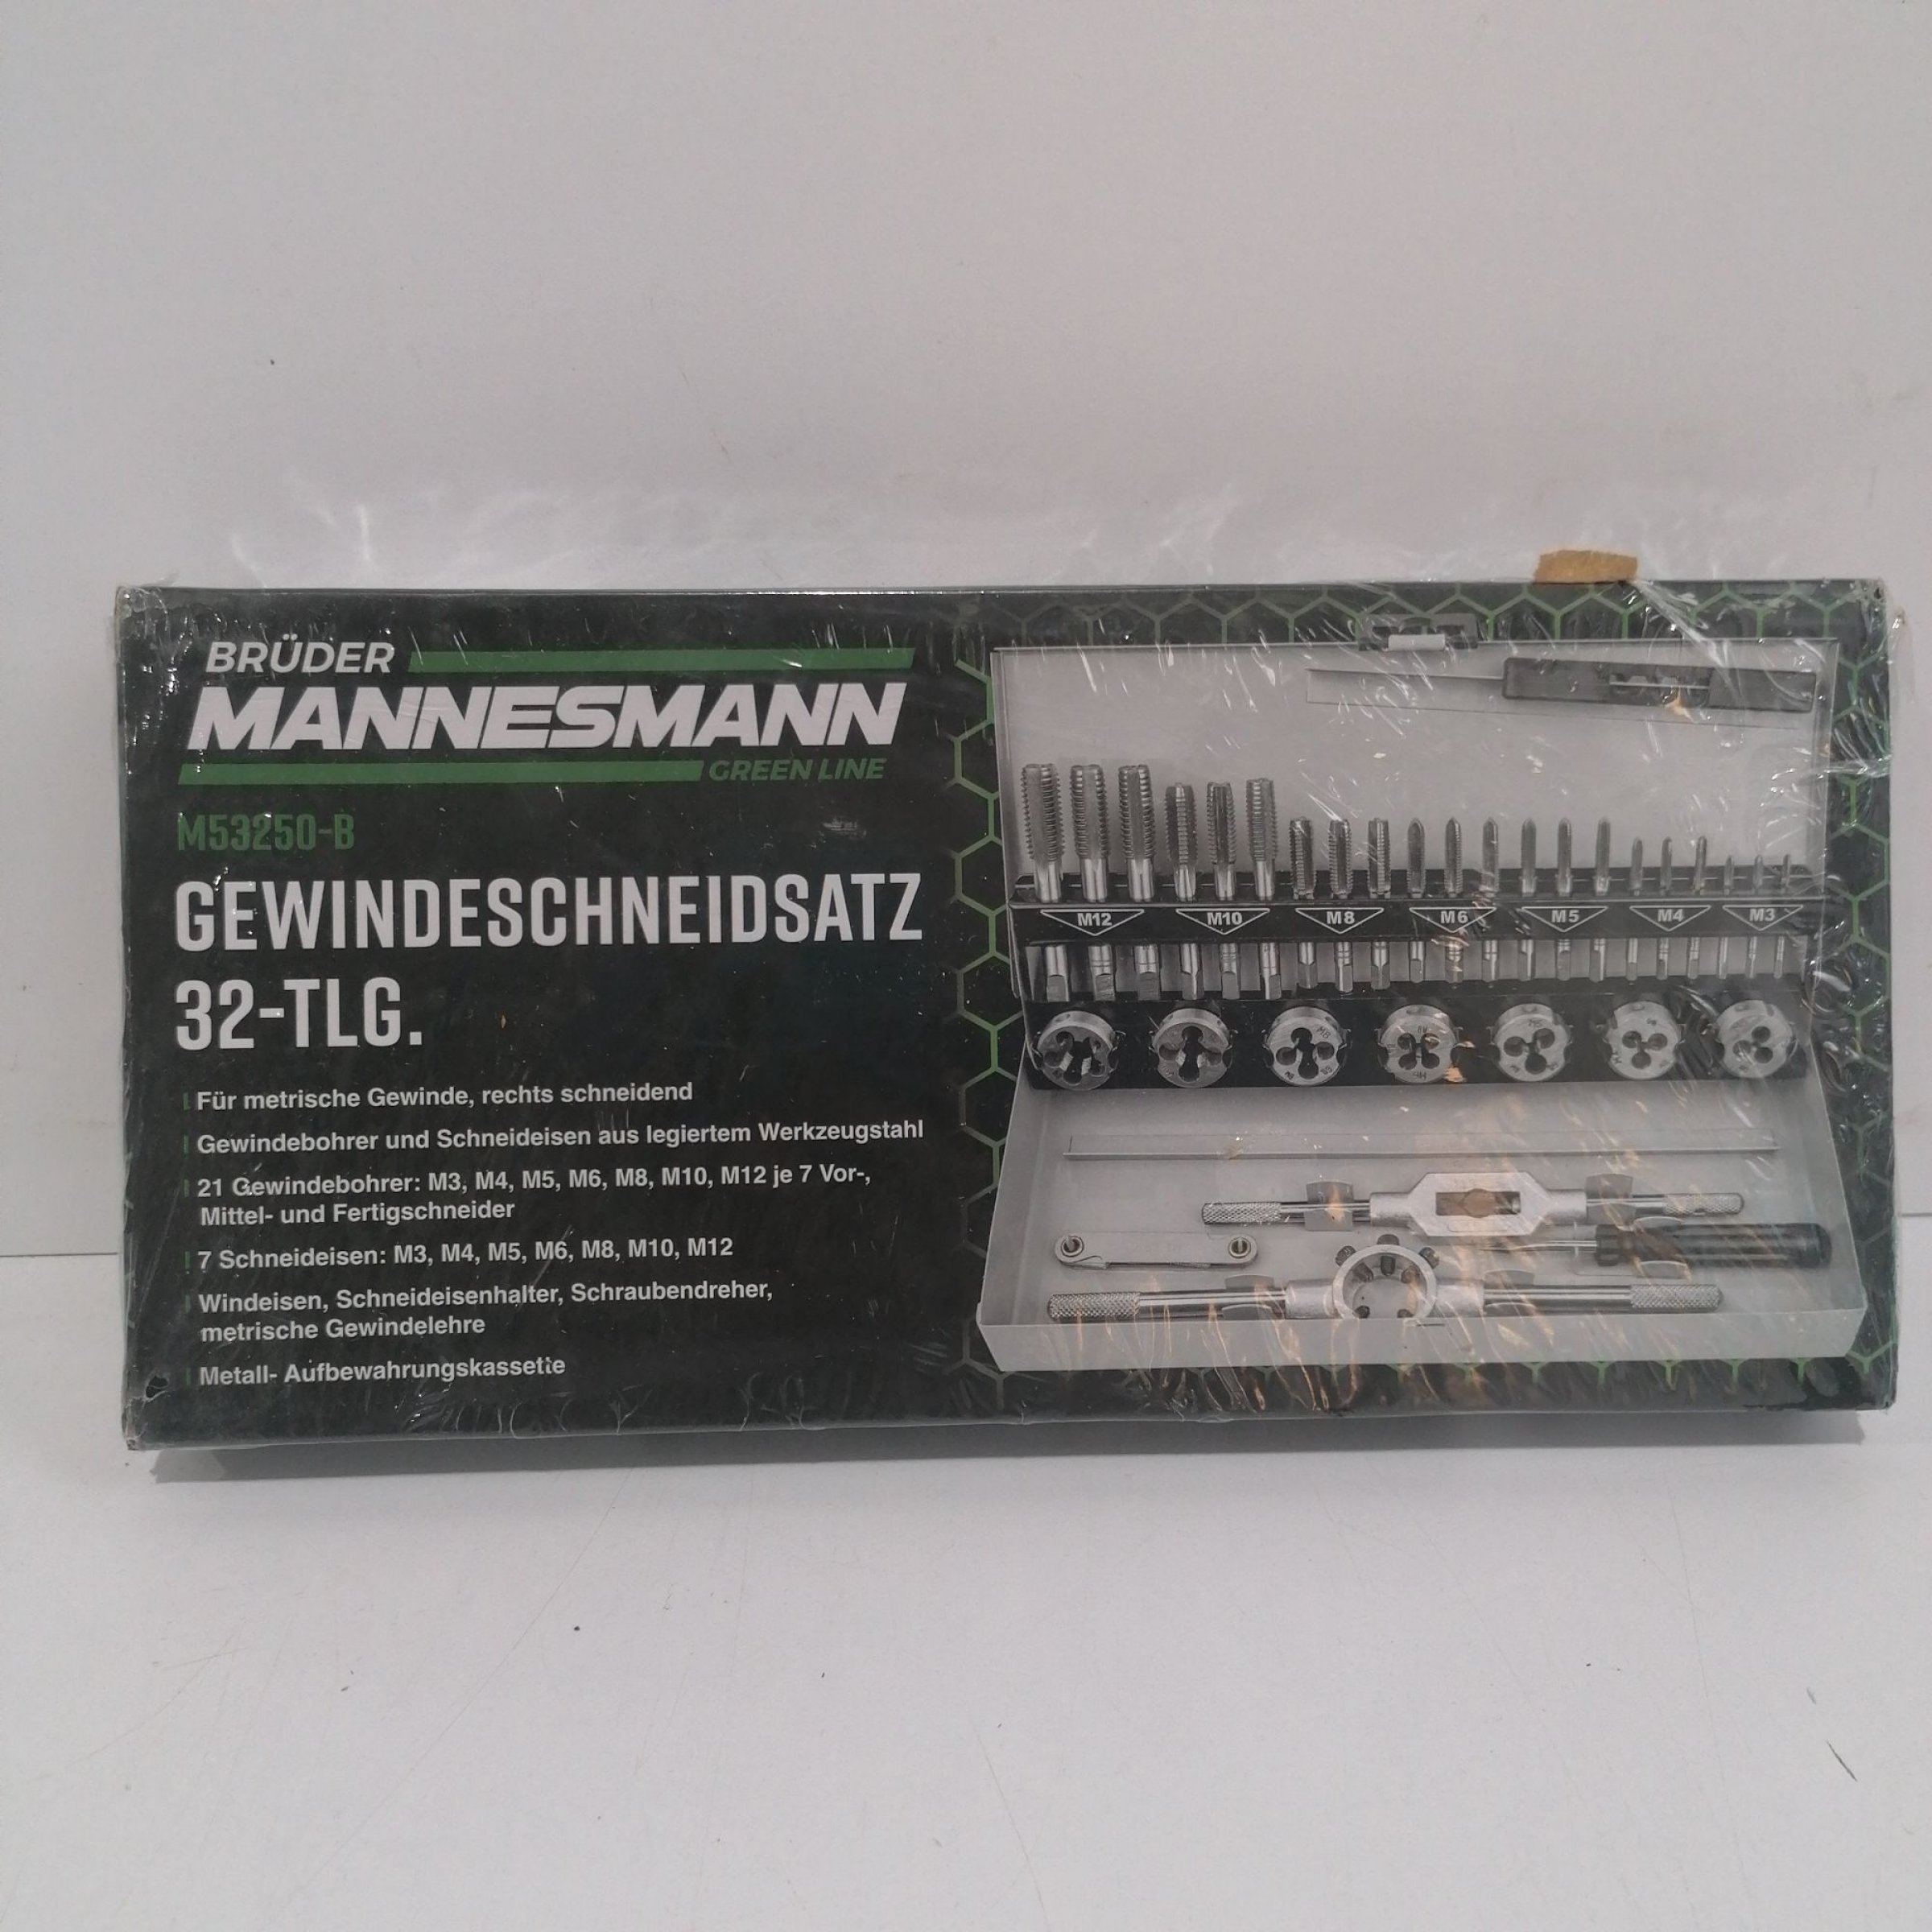 BRÜDER
MANNESMANN
GREEN LINE
M53250-B
GEWINDESCHNEIDSATZ
32-TLG.
Für metrische Gewinde, rechts schneidend
Gewindebohrer und Schneideisen aus legiertem Werkzeugstahl
21 Gewindebohrer: M3, M4, M5, M6, M8, M10, M12 je 7 Vor-,
Mittel- und Fertigschneider
7 Schneideisen: M3, M4, M5, M6, M8, M10, M12
Windeisen, Schneideisenhalter, Schraubendreher,
metrische Gewindelehre
Metall- Aufbewahrungskassette
M12 M10 M8 M6 M5 M4 M3